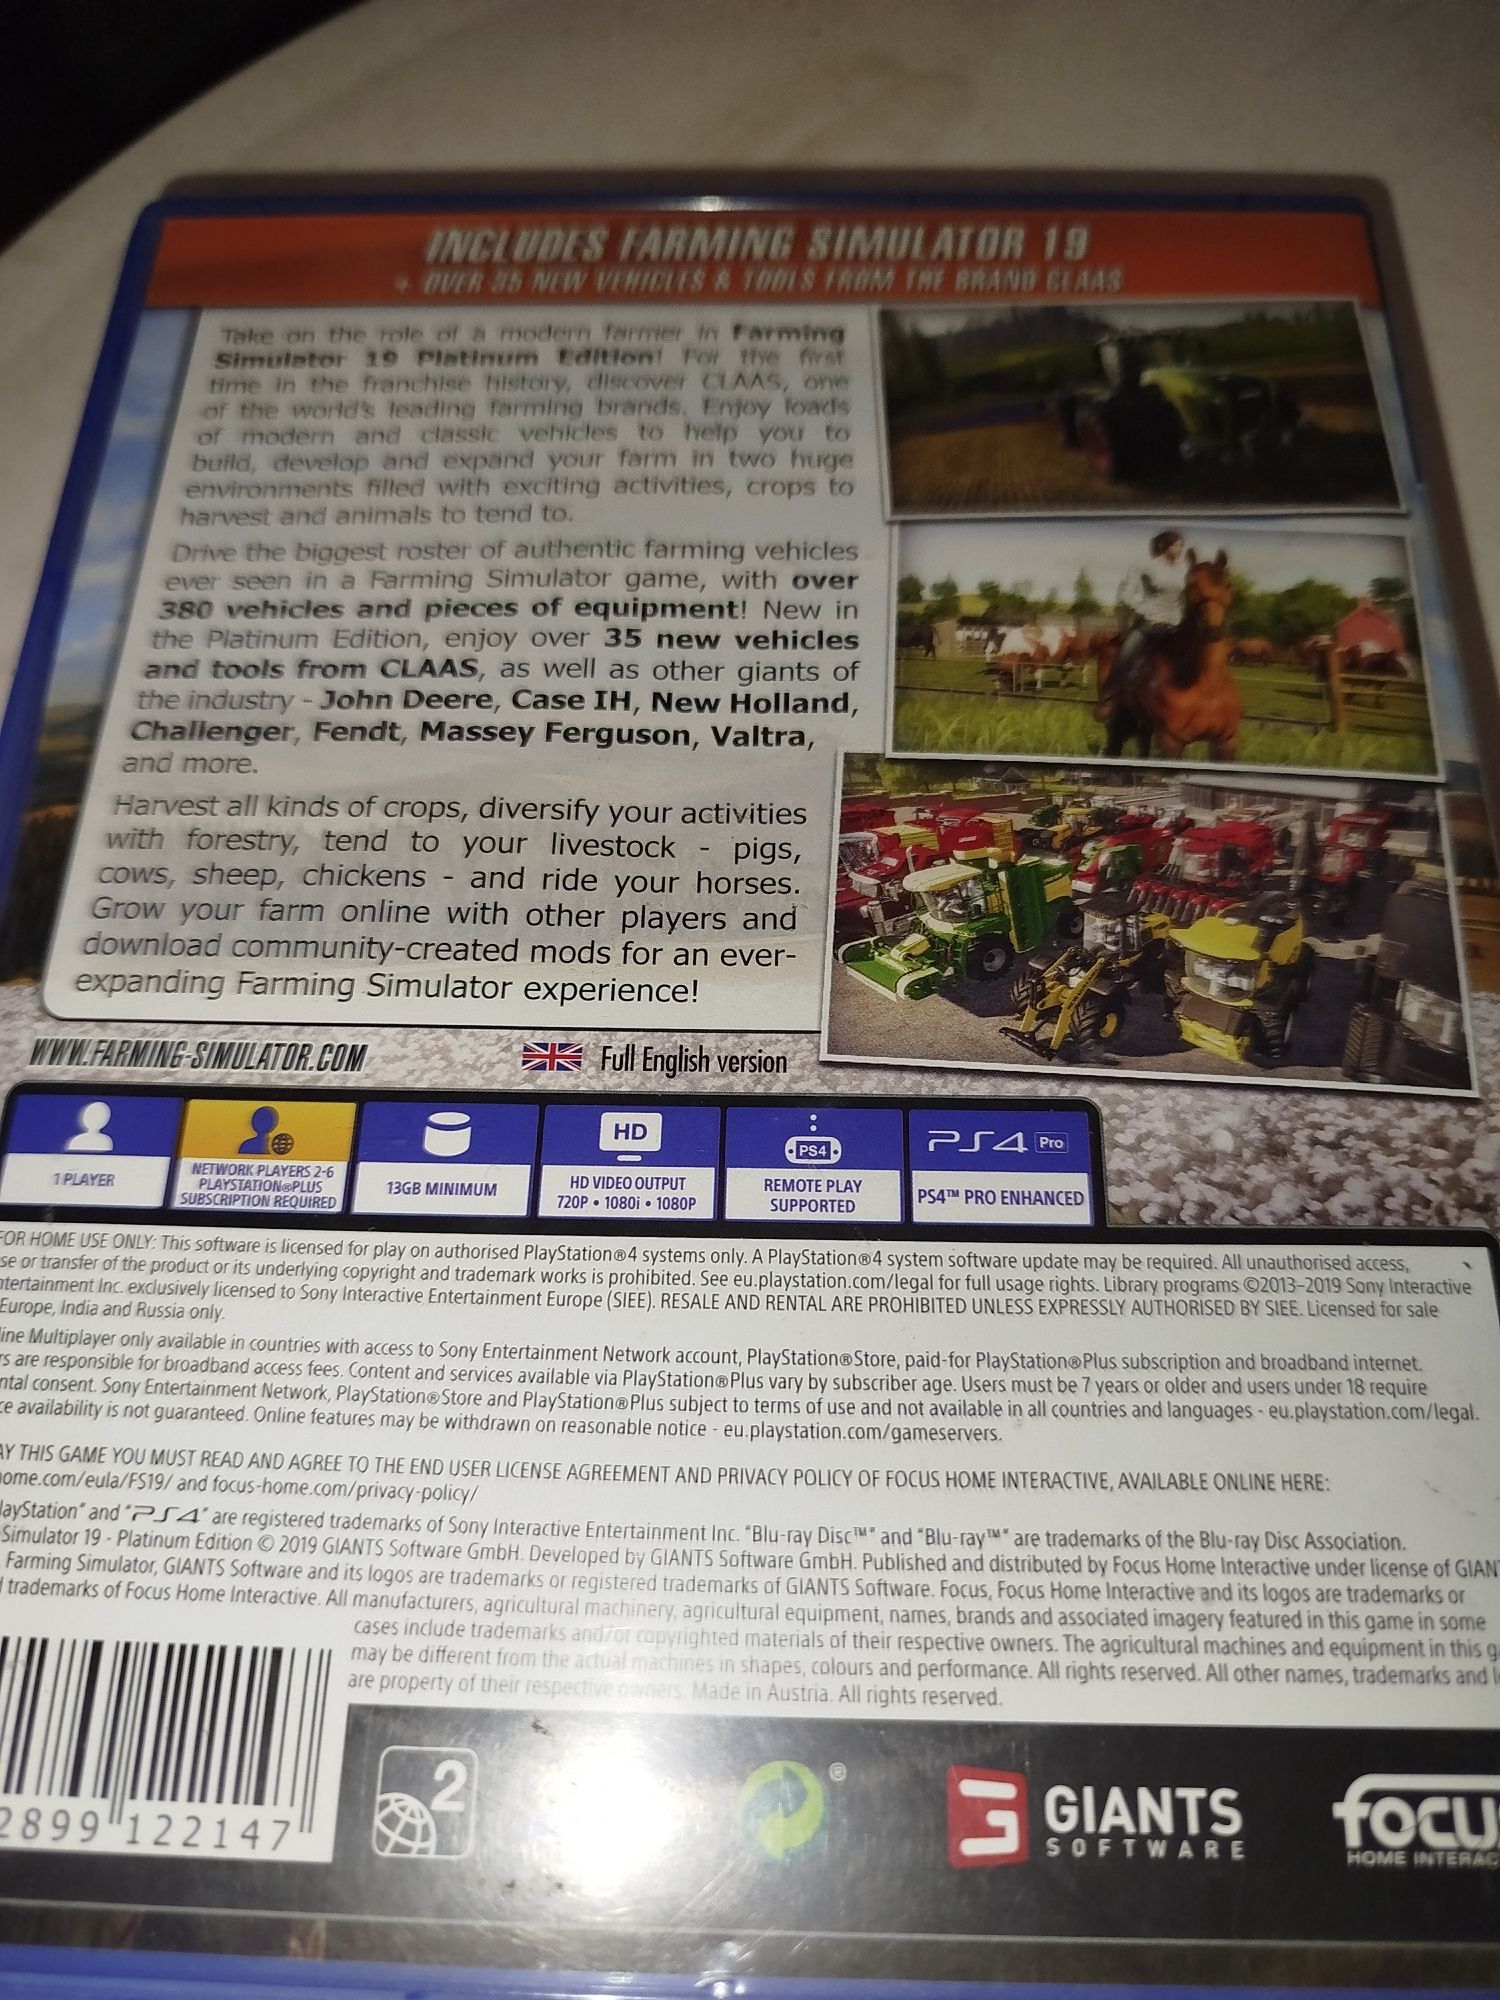 INCLUDES FARMING SIMULATOR 19
+ OVER 35 NEW VEHICLES & TOOLS FROM THE BRAND CLAAS
Take on the role of a modern farmer in Farming
Simulator 19 Platinum Edition! For the first
time in the franchise history, discover CLAAS, one
of the world's leading farming brands. Enjoy loads
of modern and classic vehicles to help you to
build, develop and expand your farm in two huge
environments filled with exciting activities, crops to
harvest and animals to tend to.
Drive the biggest roster of authentic farming vehicles
ever seen in a Farming Simulator game, with over
380 vehicles and pieces of equipment! New in
the Platinum Edition, enjoy over 35 new vehicles
and tools from CLAAS, as well as other giants of
the industry - John Deere, Case IH, New Holland,
Challenger, Fendt, Massey Ferguson, Valtra,
and more.
Harvest all kinds of crops, diversify your activities
with forestry, tend to your livestock - pigs,
cows, sheep, chickens - and ride your horses.
Grow your farm online with other players and
download community-created mods for an ever-
expanding Farming Simulator experience!
WWW.FARMING-SIMULATOR.COM
Full English version
1 PLAYER
NETWORK PLAYERS 2-6
PLAYSTATION®PLUS
SUBSCRIPTION REQUIRED
13GB MINIMUM
HD
HD VIDEO OUTPUT
720P • 1080i • 1080P
PS4
REMOTE PLAY
SUPPORTED
PS4 Pro
PS4™ PRO ENHANCED
FOR HOME USE ONLY: This software is licensed for play on authorised PlayStation®4 systems only. A PlayStation®4 system software update may be required. All unauthorised access,
se or transfer of the product or its underlying copyright and trademark works is prohibited. See eu.playstation.com/legal for full usage rights. Library programs ©2013–2019 Sony Interactive
ntertainment Inc. exclusively licensed to Sony Interactive Entertainment Europe (SIEE). RESALE AND RENTAL ARE PROHIBITED UNLESS EXPRESSLY AUTHORISED BY SIEE. Licensed for sale
Europe, India and Russia only.
line Multiplayer only available in countries with access to Sony Entertainment Network account, PlayStation®Store, paid-for PlayStation®Plus subscription and broadband internet.
rs are responsible for broadband access fees. Content and services available via PlayStation®Plus vary by subscriber age. Users must be 7 years or older and users under 18 require
ntal consent. Sony Entertainment Network, PlayStation®Store and PlayStation®Plus subject to terms of use and not available in all countries and languages - eu.playstation.com/legal.
ce availability is not guaranteed. Online features may be withdrawn on reasonable notice - eu.playstation.com/gameservers.
AY THIS GAME YOU MUST READ AND AGREE TO THE END USER LICENSE AGREEMENT AND PRIVACY POLICY OF FOCUS HOME INTERACTIVE, AVAILABLE ONLINE HERE:
home.com/eula/FS19/ and focus-home.com/privacy-policy/
layStation" and "PS4" are registered trademarks of Sony Interactive Entertainment Inc. "Blu-ray Disc™" and "Blu-ray™" are trademarks of the Blu-ray Disc Association.
Simulator 19 - Platinum Edition © 2019 GIANTS Software GmbH. Developed by GIANTS Software GmbH. Published and distributed by Focus Home Interactive under license of GIAN
Farming Simulator, GIANTS Software and its logos are trademarks or registered trademarks of GIANTS Software. Focus, Focus Home Interactive and its logos are trademarks or
d trademarks of Focus Home Interactive. All manufacturers, agricultural machinery, agricultural equipment, names, brands and associated imagery featured in this game in some
cases include trademarks and/or copyrighted materials of their respective owners. The agricultural machines and equipment in this g
may be different from the actual machines in shapes, colours and performance. All rights reserved. All other names, trademarks and l
are property of their respective owners. Made in Austria. All rights reserved.
2899 122147
2
®
GIANTS
SOFTWARE
focu
HOME INTERAC